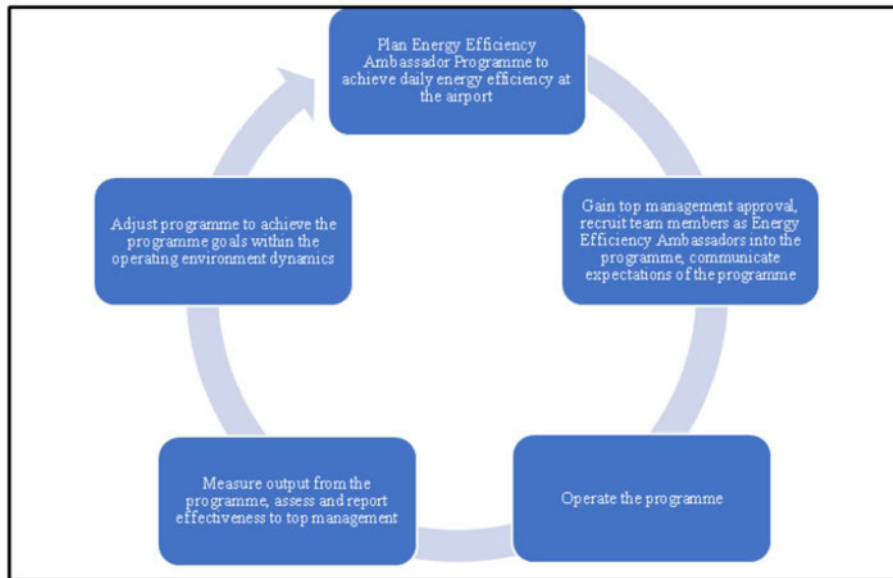 Plan Energy Efficiency
Ambassador Programme to
achieve daily energy efficiency at
the airport
Gain top management approval,
recruit team members as Energy
Efficiency Ambassadors into the
programme, communicate
expectations of the programme
Operate the programme
Measure output from the
programme, assess and report
effectiveness to top management
Adjust programme to achieve the
programme goals within the
operating environment dynamics